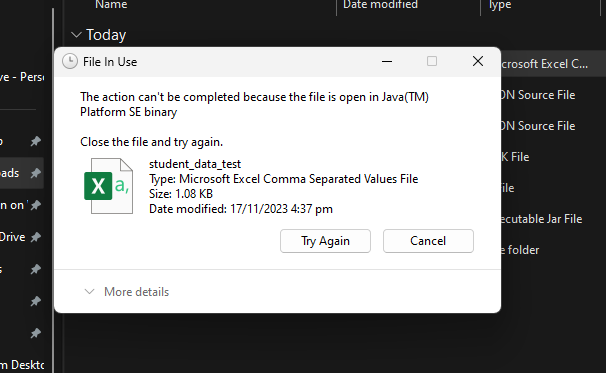 Name Date modified Type
Today
File In Use
The action can't be completed because the file is open in Java(TM)
Platform SE binary
Close the file and try again.
student_data_test
Type: Microsoft Excel Comma Separated Values File
Size: 1.08 KB
Date modified: 17/11/2023 4:37 pm
Try Again Cancel
More details
ve - Perso
ads
n on
Drive
m Deskto
crosoft Excel C...
ON Source File
ON Source File
K File
ile
ecutable Jar File
e folder